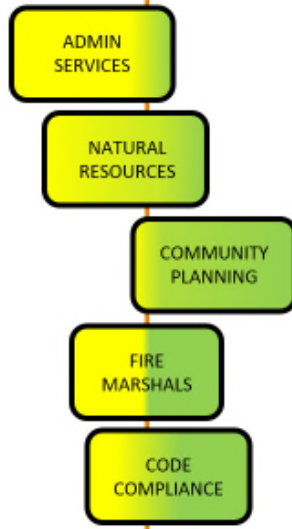 ADMIN
SERVICES
NATURAL
RESOURCES
COMMUNITY
PLANNING
FIRE
MARSHALS
CODE
COMPLIANCE